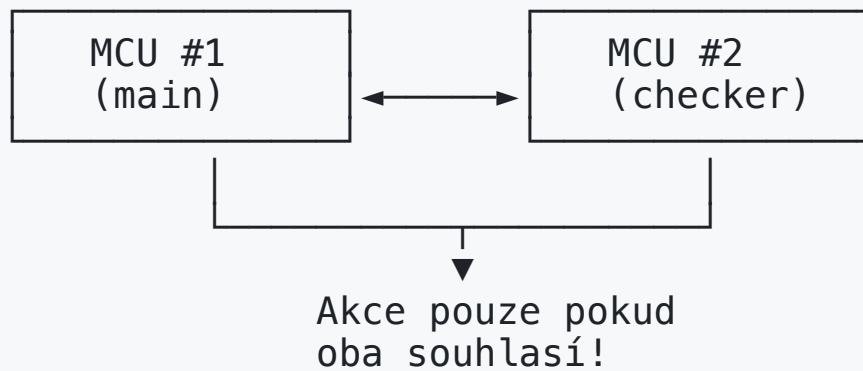 MCU #1
(main)
MCU #2
(checker)
Akce pouze pokud
oba souhlasí!